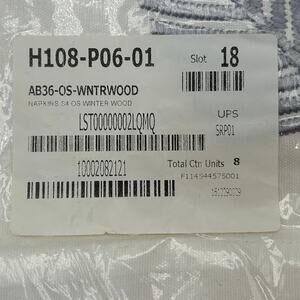 H108-P06-01 Slot 18
AB36-OS-WNTRWOOD
NAPKINS S4 OS WINTER WOOD
LST00000002LQMQ UPS
SRP01
10002082121 Total Ctn Units 8
F114944575001